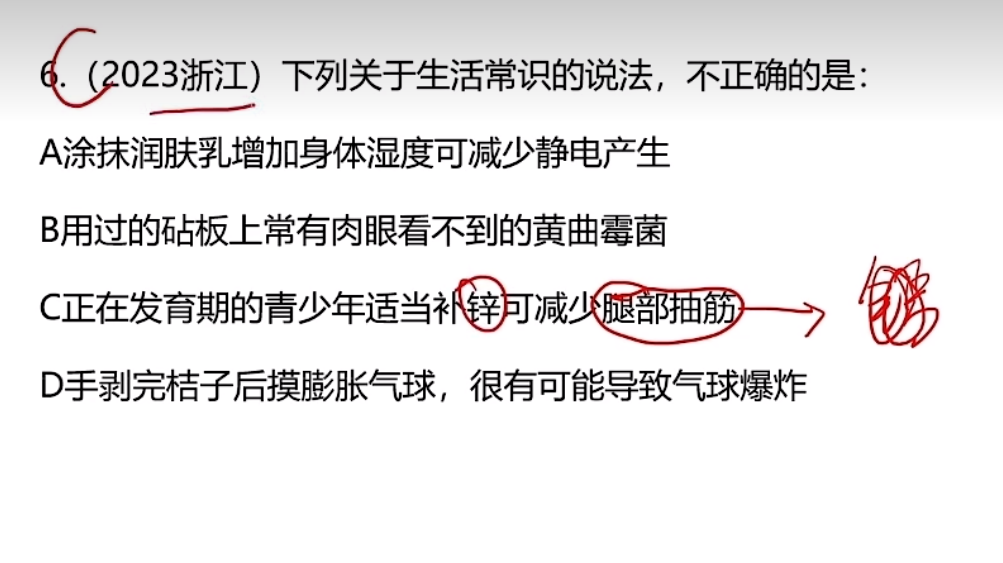 6.（2023浙江）下列关于生活常识的说法，不正确的是：
A涂抹润肤乳增加身体湿度可减少静电产生
B用过的砧板上常有肉眼看不到的黄曲霉菌
C正在发育期的青少年适当补锌可减少腿部抽筋
D手剥完桔子后摸膨胀气球，很有可能导致气球爆炸